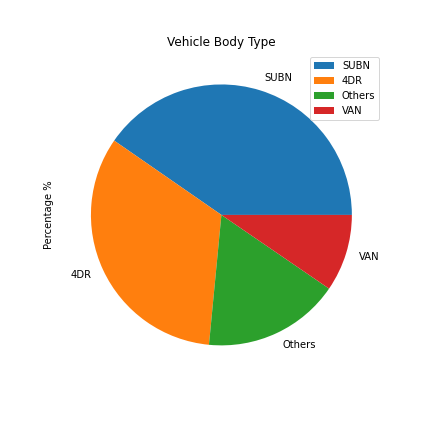 Vehicle Body Type
SUBN
SUBN
4DR
Others
VAN
Percentage %
4DR
VAN
Others